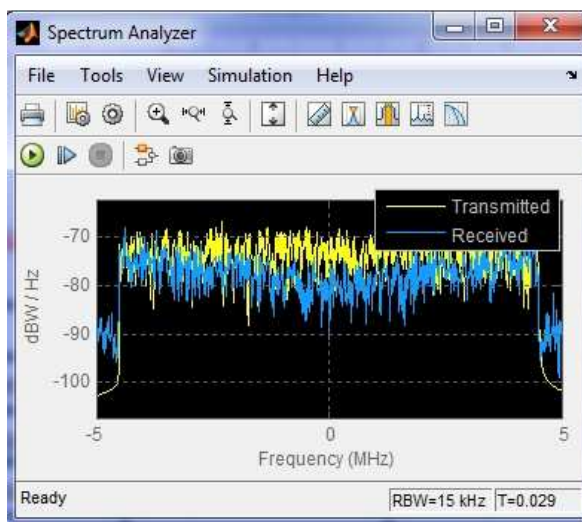 Spectrum Analyzer
File Tools View Simulation Help
Transmitted
Received
-70
-80
-90
-100
dBW / Hz
-5 0 5
Frequency (MHz)
Ready RBW=15 kHz T=0.029